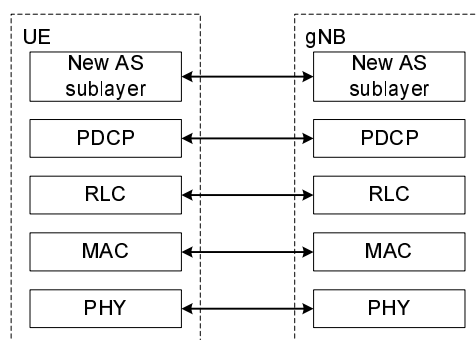 UE
gNB
New AS
sublayer
New AS
sublayer
PDCP
PDCP
RLC
RLC
MAC
MAC
PHY
PHY